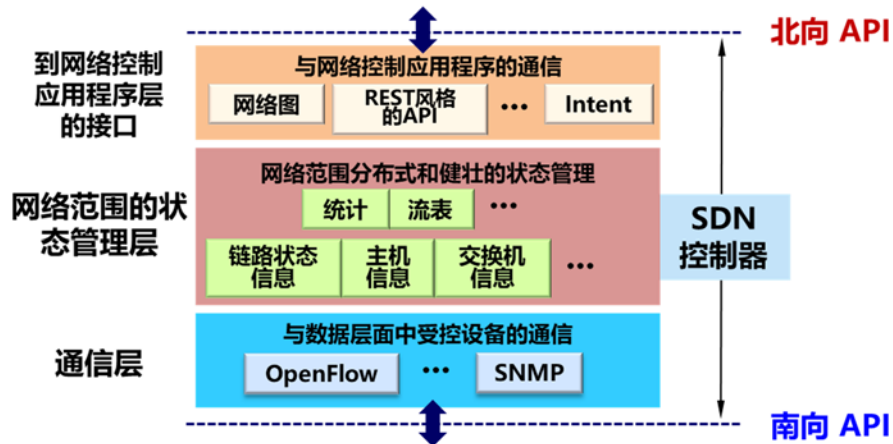 北向 API
到网络控制
应用程序层
的接口
与网络控制应用程序的通信
网络图
REST风格
的API
...
Intent
网络范围的状
态管理层
网络范围分布式和健壮的状态管理
统计
流表
...
链路状态
信息
主机
信息
交换机
信息
...
SDN
控制器
通信层
与数据层面中受控设备的通信
OpenFlow
...
SNMP
南向 API